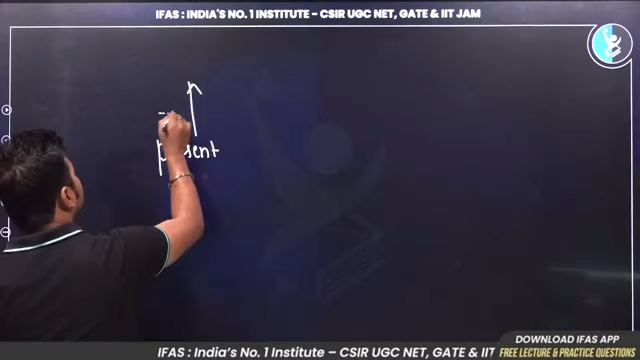 IFAS : INDIA'S NO. 1 INSTITUTE – CSIR UGC NET, GATE & IIT JAM
DOWNLOAD IFAS APP
IFAS : India's No. 1 Institute – CSIR UGC NET, GATE & IIT
FREE LECTURE & PRACTICE QUESTIONS